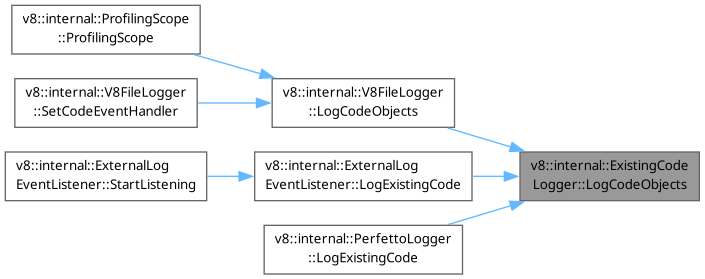 v8::internal::ProfilingScope
::ProfilingScope
v8::internal::V8FileLogger
::SetCodeEventHandler
v8::internal::V8FileLogger
::LogCodeObjects
v8::internal::ExternalLog
EventListener::StartListening
v8::internal::ExternalLog
EventListener::LogExistingCode
v8::internal::ExistingCode
Logger::LogCodeObjects
v8::internal::PerfettoLogger
::LogExistingCode